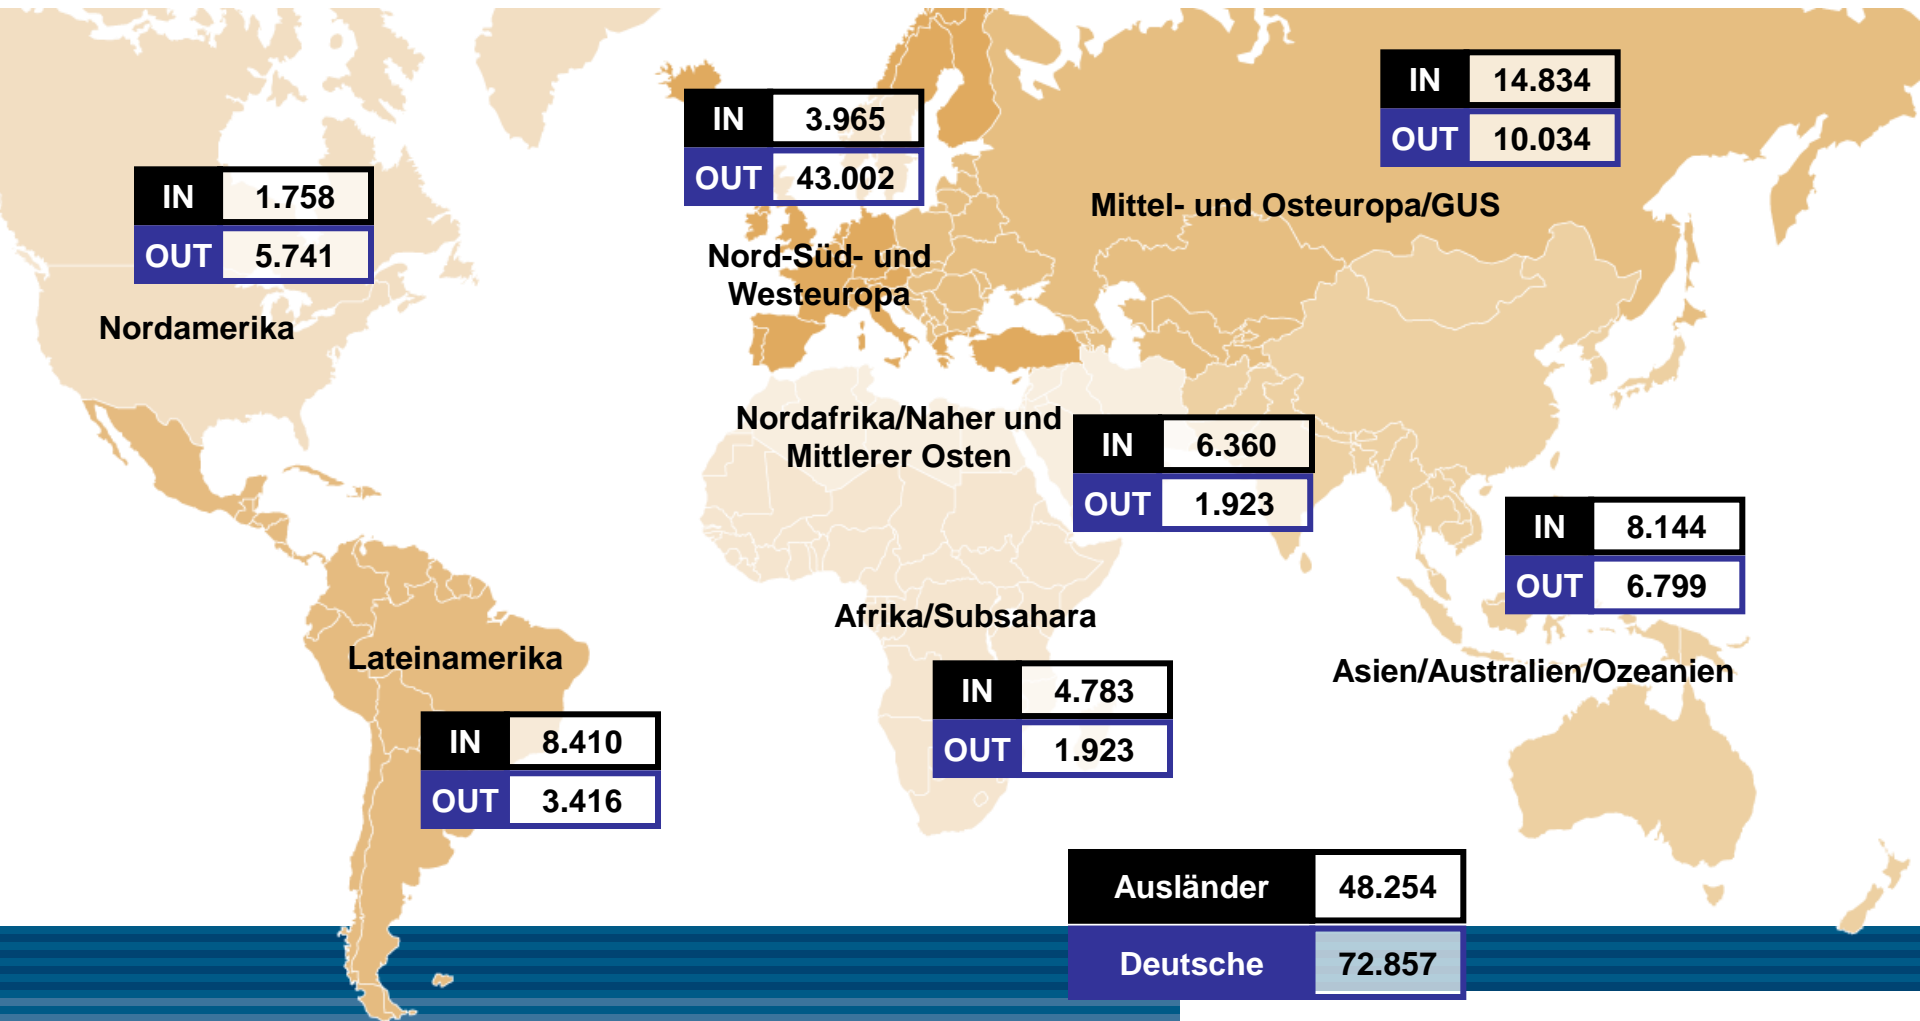 IN 14.834
OUT 10.034
Mittel- und Osteuropa/GUS
IN 3.965
OUT 43.002
Nord-Süd- und
Westeuropa
IN 1.758
OUT 5.741
Nordamerika
Nordafrika/Naher und
Mittlerer Osten
IN 6.360
OUT 1.923
IN 8.144
OUT 6.799
Asien/Australien/Ozeanien
Afrika/Subsahara
IN 4.783
OUT 1.923
Lateinamerika
IN 8.410
OUT 3.416
Ausländer 48.254
Deutsche 72.857